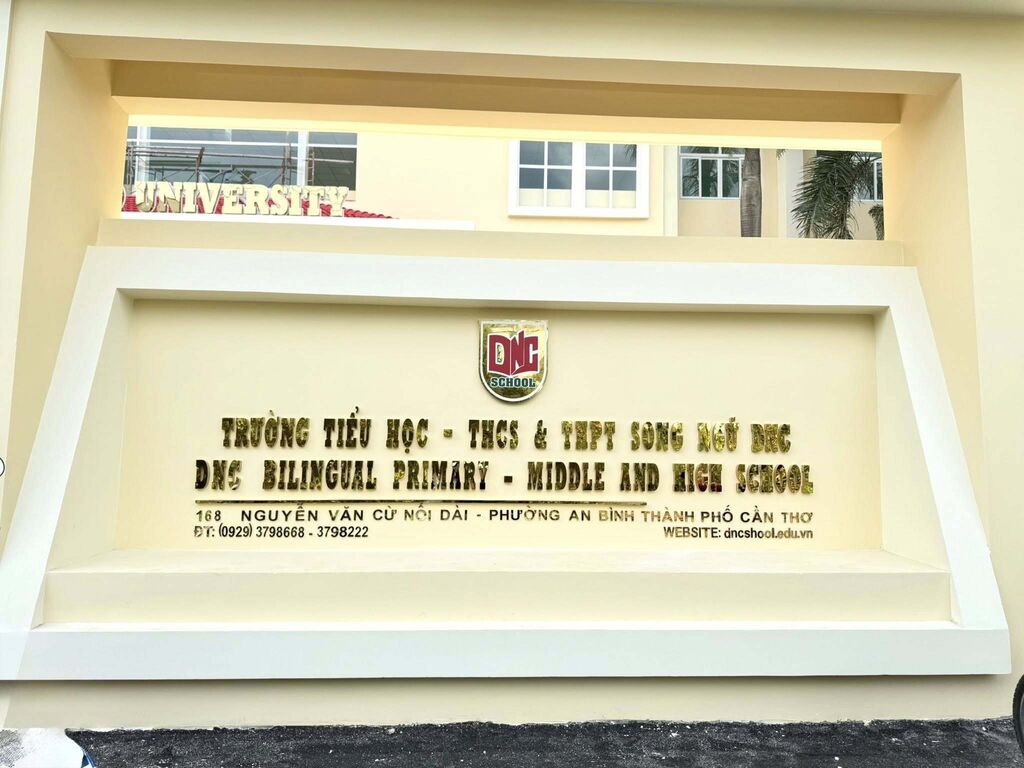 UNIVERSITY
DNC
SCHOOL
TRƯỜNG TIỂU HỌC - THCS & THPT SONG NGỮ DNC
DNC BILINGUAL PRIMARY - MIDDLE AND HIGH SCHOOL
168 NGUYỄN VĂN CỪ NỐI DÀI - PHƯỜNG AN BÌNH THÀNH PHỐ CẦN THƠ
ĐT: (0929) 3798668 - 3798222 WEBSITE: dncshool.edu.vn